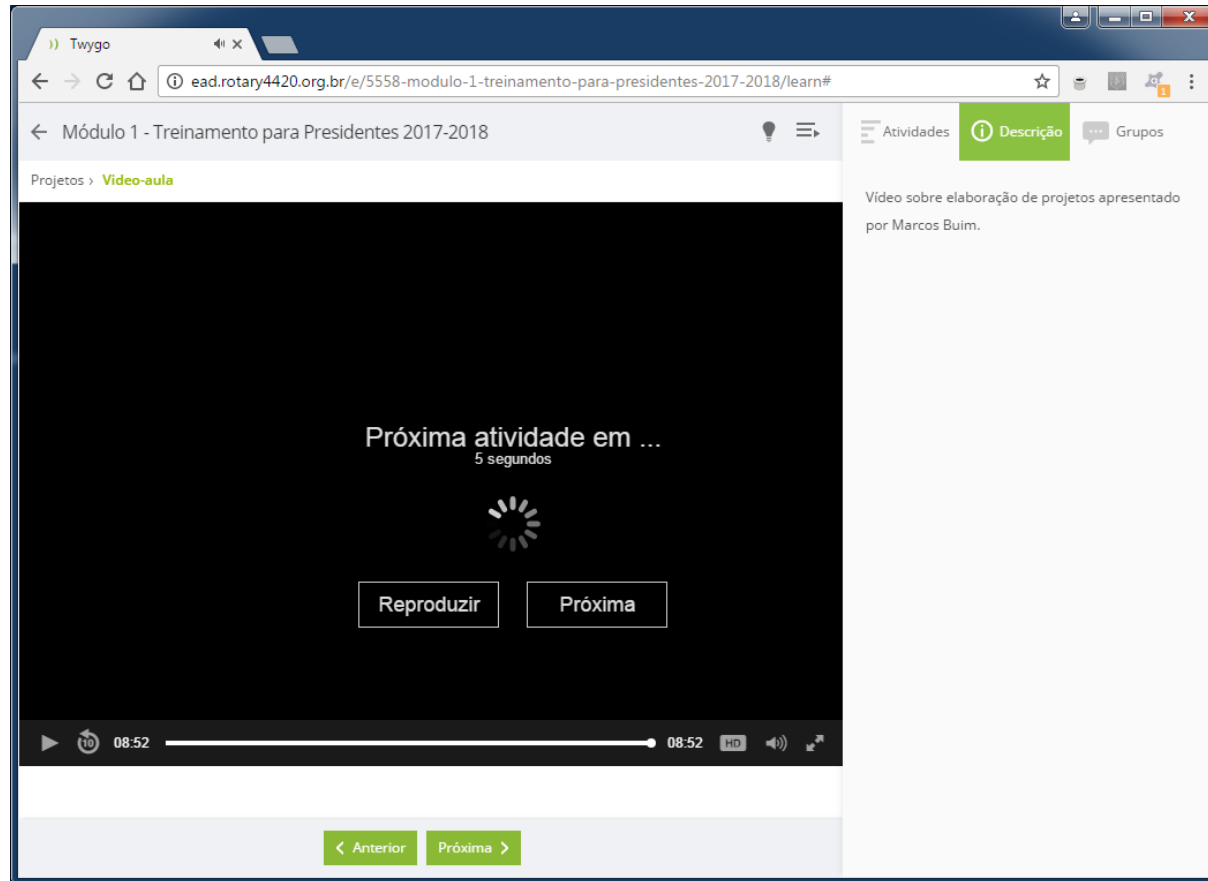 Twygo
ead.rotary4420.org.br/e/5558-modulo-1-treinamento-para-presidentes-2017-2018/learn#
1
Módulo 1 - Treinamento para Presidentes 2017-2018
Atividades
Descrição
Grupos
Projetos › Video-aula
Vídeo sobre elaboração de projetos apresentado
por Marcos Buim.
Próxima atividade em ...
5 segundos
Reproduzir
Próxima
10
08:52
08:52
HD
Anterior
Próxima